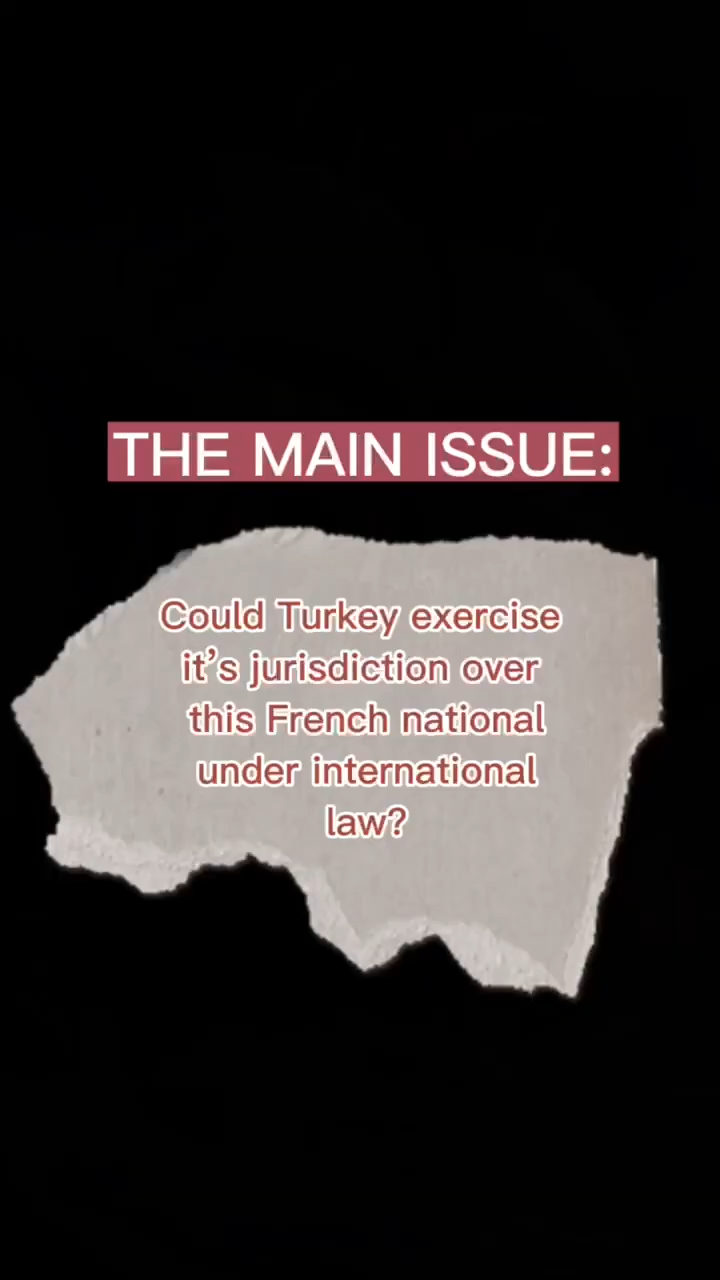 THE MAIN ISSUE:
Could Turkey exercise
it’s jurisdiction over
this French national
under international
law?